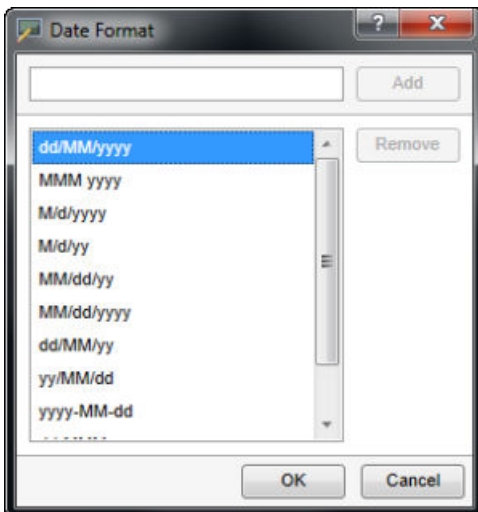 Date Format
?
X
Add
dd/MM/yyyy
Remove
MMM yyyy
M/d/yyyy
M/d/yy
MM/dd/yy
MM/dd/yyyy
dd/MM/yy
yy/MM/dd
yyyy-MM-dd
OK
Cancel